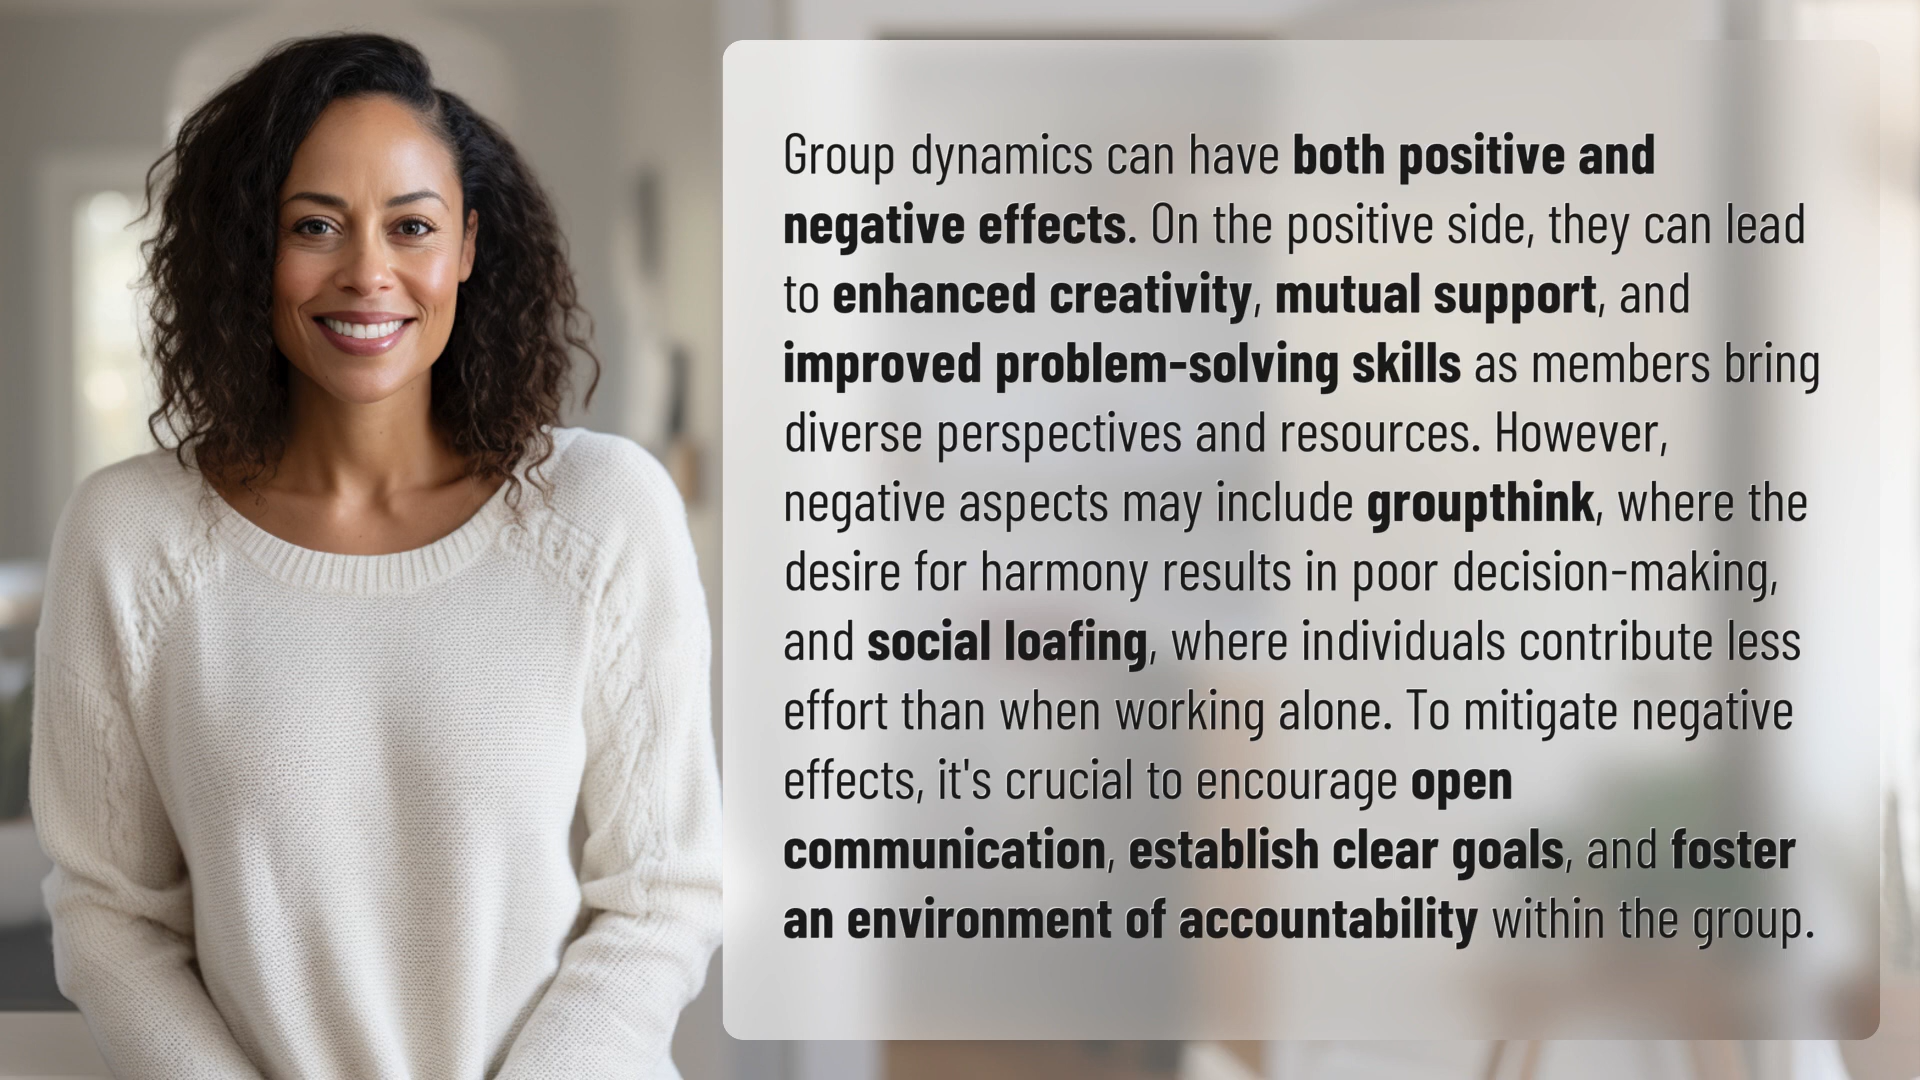 Group dynamics can have both positive and
negative effects. On the positive side, they can lead
to enhanced creativity, mutual support, and
improved problem-solving skills as members bring
diverse perspectives and resources. However,
negative aspects may include groupthink, where the
desire for harmony results in poor decision-making,
and social loafing, where individuals contribute less
effort than when working alone. To mitigate negative
effects, it's crucial to encourage open
communication, establish clear goals, and foster
an environment of accountability within the group.